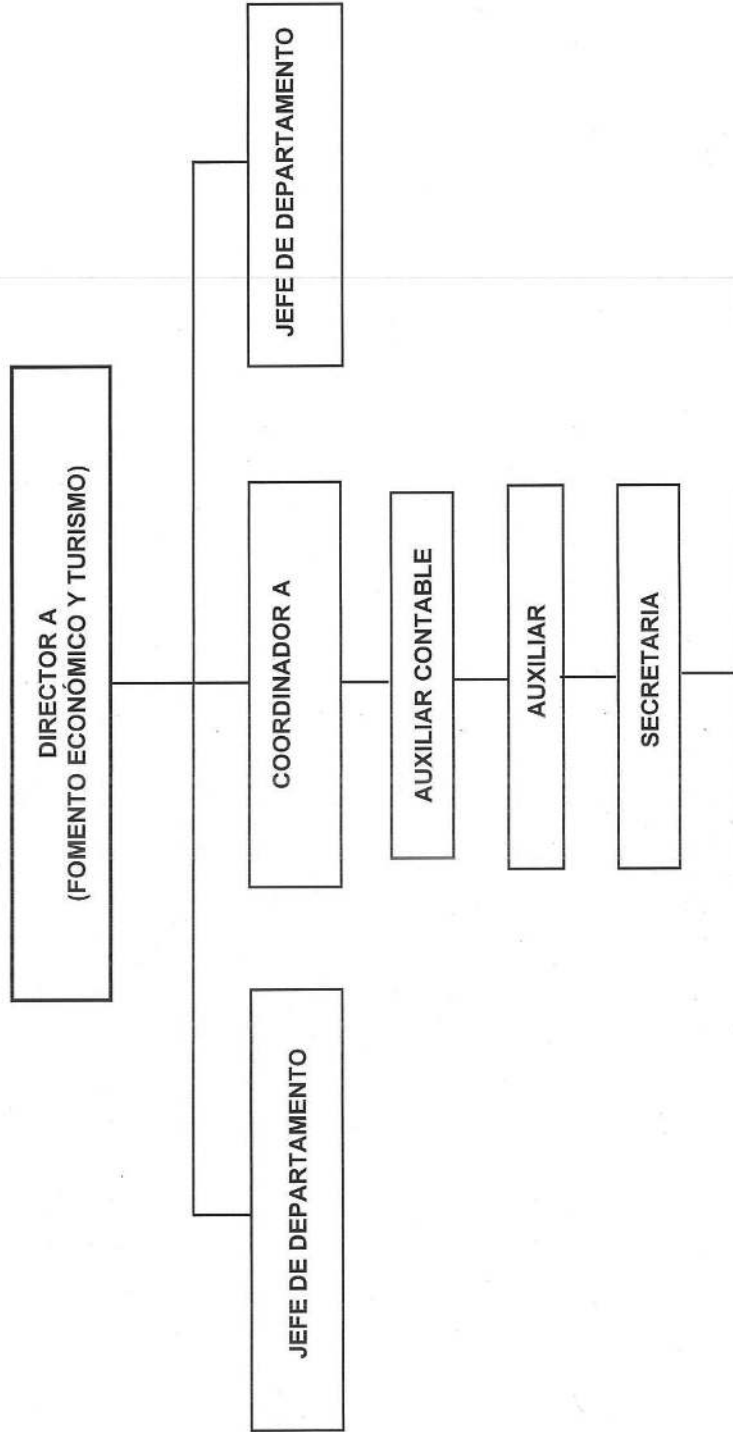 DIRECTOR A
(FOMENTO ECONÓMICO Y TURISMO)
JEFE DE DEPARTAMENTO
COORDINADOR A
JEFE DE DEPARTAMENTO
AUXILIAR CONTABLE
AUXILIAR
SECRETARIA